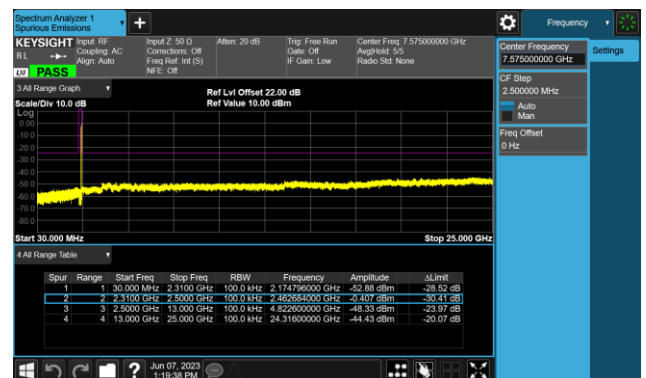 Spectrum Analyzer 1
Spurious Emissions
+
Frequency
KEYSIGHT
RL
LXI PASS
Input: RF
Coupling: AC
Align: Auto
Input Z: 50 Ω
Corrections: Off
Freq Ref: Int (S)
NFE: Off
Atten: 20 dB
Trig: Free Run
Gate: Off
IF Gain: Low
Center Freq: 7.575000000 GHz
Avg|Hold: 5/5
Radio Std: None
Center Frequency
7.575000000 GHz
Settings
CF Step
2.500000 MHz
Auto
Man
Freq Offset
0 Hz
3 All Range Graph
Scale/Div 10.0 dB
Ref Lvl Offset 22.00 dB
Ref Value 10.00 dBm
Log
0.00
-10.0
-20.0
-30.0
-40.0
-50.0
-60.0
-70.0
-80.0
Start 30.000 MHz
Stop 25.000 GHz
4 All Range Table
Spur Range Start Freq Stop Freq RBW Frequency Amplitude ΔLimit
1 1 30.000 MHz 2.3100 GHz 100.0 kHz 2.174796000 GHz -52.88 dBm -28.52 dB
2 2 2.3100 GHz 2.5000 GHz 100.0 kHz 2.462684000 GHz -0.407 dBm -30.41 dB
3 3 2.5000 GHz 13.000 GHz 100.0 kHz 4.822600000 GHz -48.33 dBm -23.97 dB
4 4 13.000 GHz 25.000 GHz 100.0 kHz 24.31600000 GHz -44.43 dBm -20.07 dB
?
Jun 07, 2023
1:19:38 PM